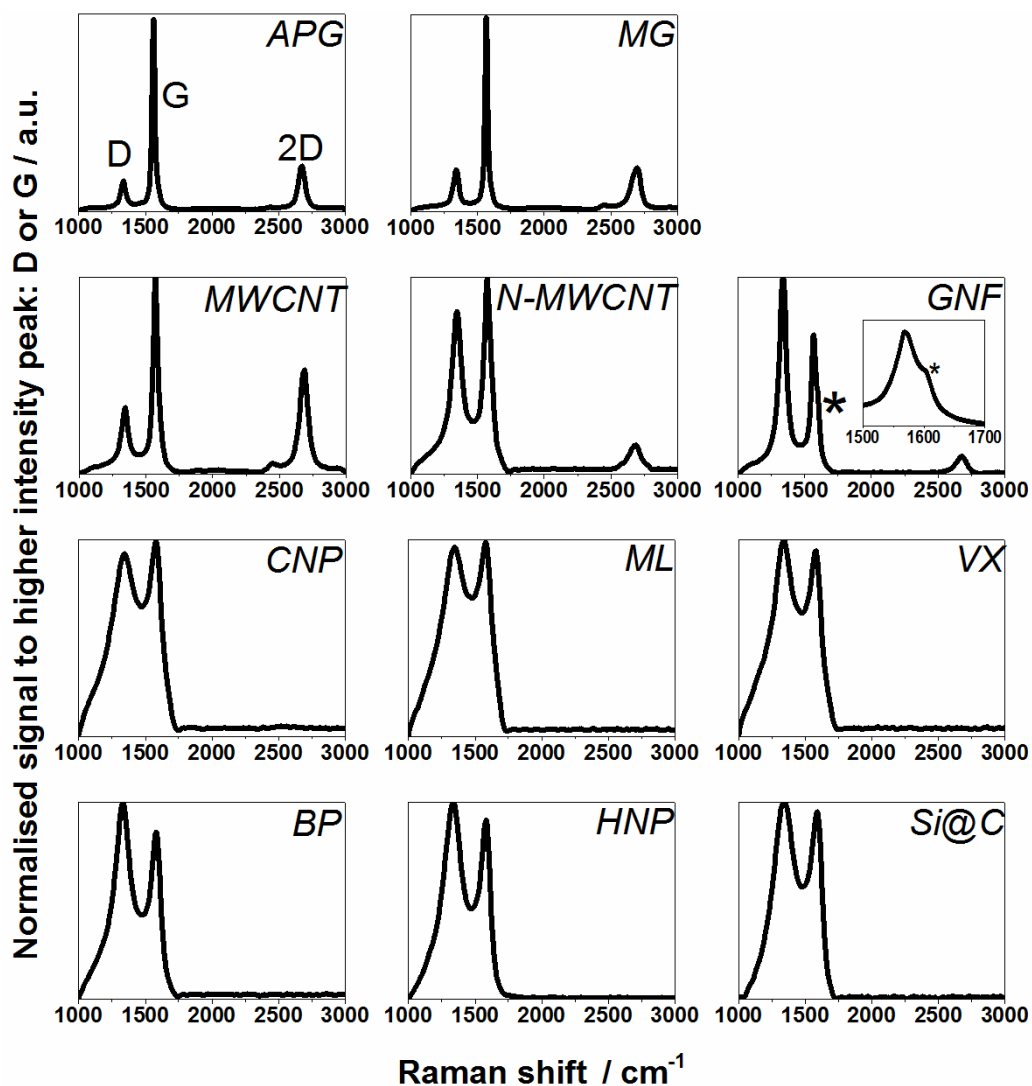 Normalised signal to higher intensity peak: D or G / a.u.
APG
D
G
2D
1000 1500 2000 2500 3000
MG
1000 1500 2000 2500 3000
MWCNT
1000 1500 2000 2500 3000
N-MWCNT
1000 1500 2000 2500 3000
GNF
*
*
1500 1600 1700
1000 1500 2000 2500 3000
CNP
1000 1500 2000 2500 3000
ML
1000 1500 2000 2500 3000
VX
1000 1500 2000 2500 3000
BP
1000 1500 2000 2500 3000
HNP
1000 1500 2000 2500 3000
Si@C
1000 1500 2000 2500 3000
Raman shift / cm⁻¹